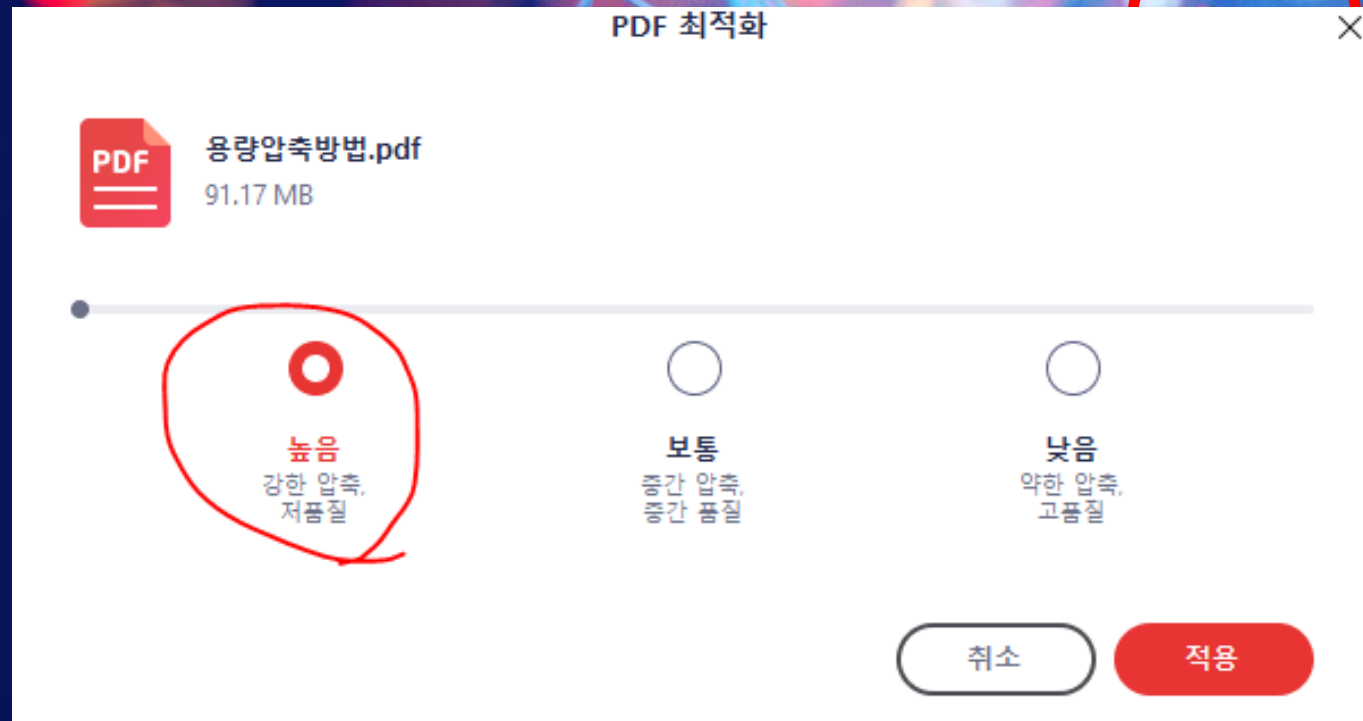 PDF 최적화
PDF
용량압축방법.pdf
91.17 MB
높음
강한 압축,
저품질
보통
중간 압축,
중간 품질
낮음
약한 압축,
고품질
취소
적용